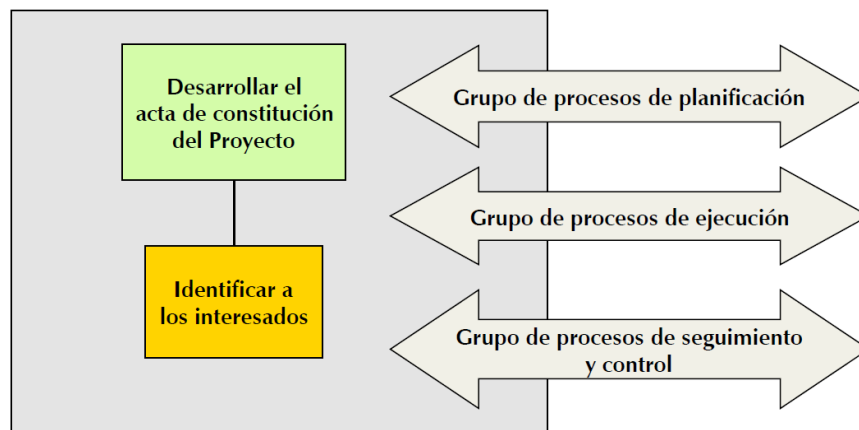 Desarrollar el
acta de constitución
del Proyecto
Identificar a
los interesados
Grupo de procesos de planificación
Grupo de procesos de ejecución
Grupo de procesos de seguimiento
y control